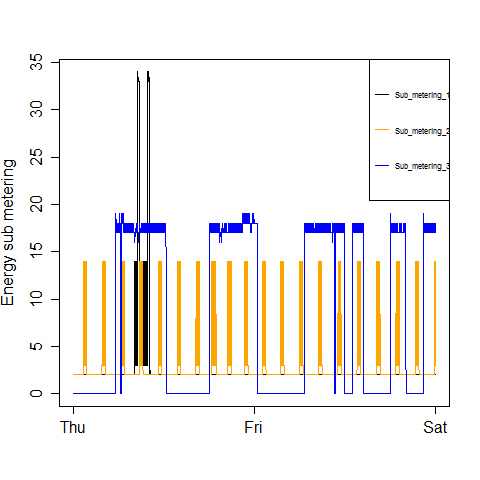 Energy sub metering
35
30
25
20
15
10
5
0
Thu
Fri
Sat
Sub_metering_1
Sub_metering_2
Sub_metering_3